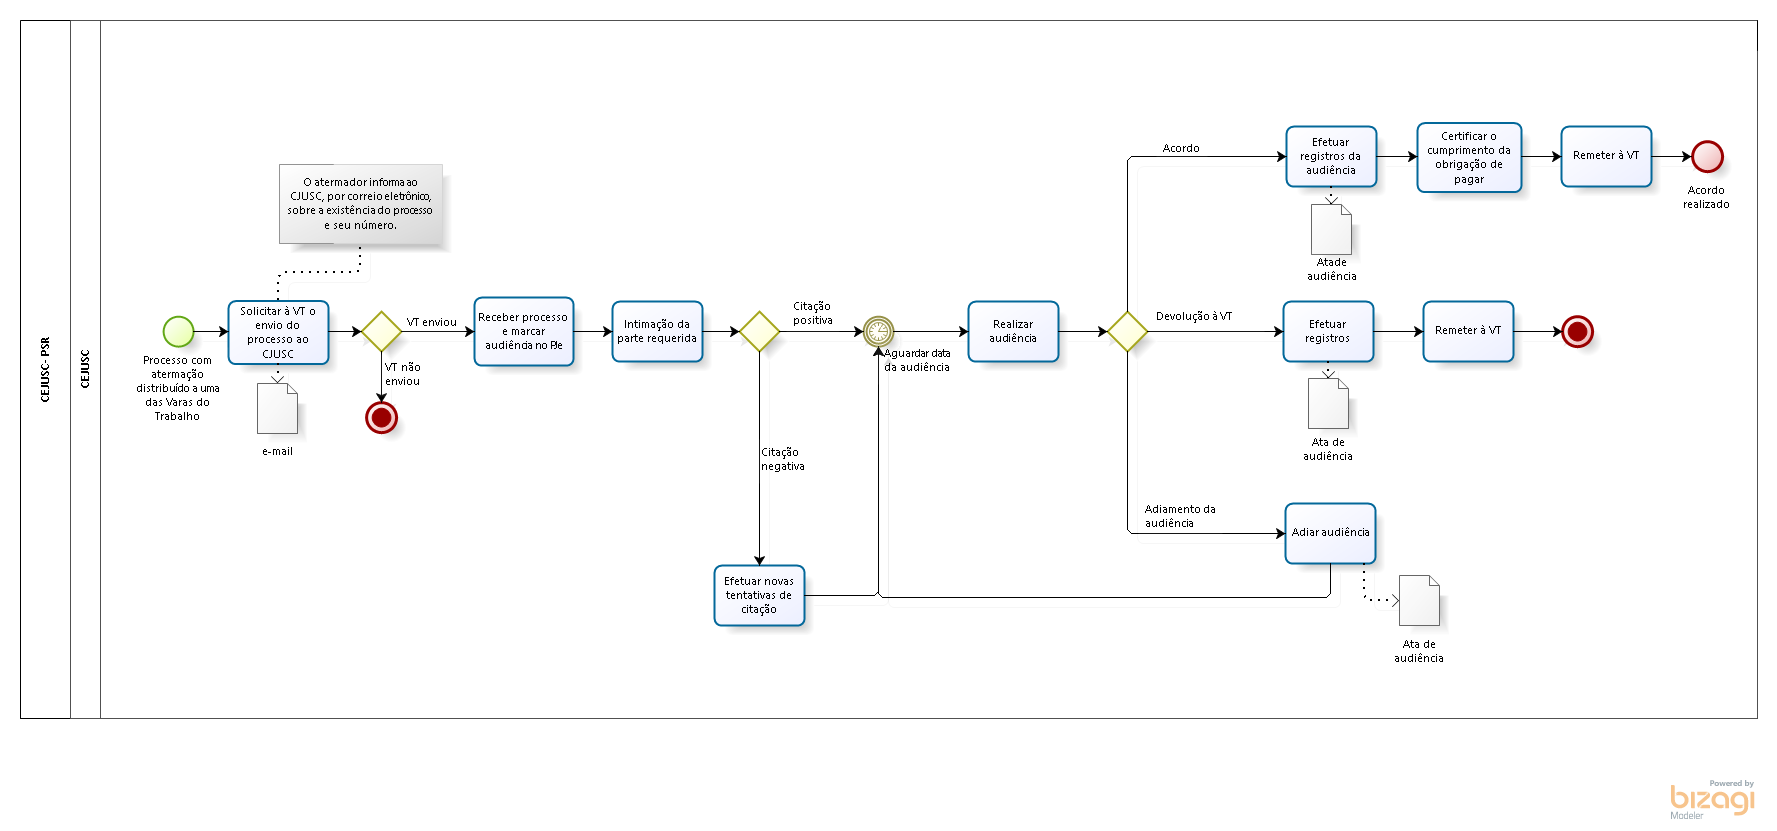 CEJUSC - PSR
CEJUSC
O atermador informa ao
CJUSC, por correio eletrônico,
sobre a existência do processo
e seu número.
Processo com
atermação
distribuído a uma
das Varas do
Trabalho
Solicitar à VT o
envio do
processo ao
CJUSC
e-mail
VT enviou
VT não
enviou
Receber processo
e marcar
audiência no PJe
Intimação da
parte requerida
Citação
positiva
Citação
negativa
Efetuar novas
tentativas de
citação
Aguardar data
da audiência
Realizar
audiência
Acordo
Efetuar
registros da
audiência
Ata de
audiência
Certificar o
cumprimento da
obrigação de
pagar
Remeter à VT
Acordo
realizado
Devolução à VT
Efetuar
registros
Ata de
audiência
Remeter à VT
Adiamento da
audiência
Adiar audiência
Ata de
audiência
Powered by
bizagi
Modeler